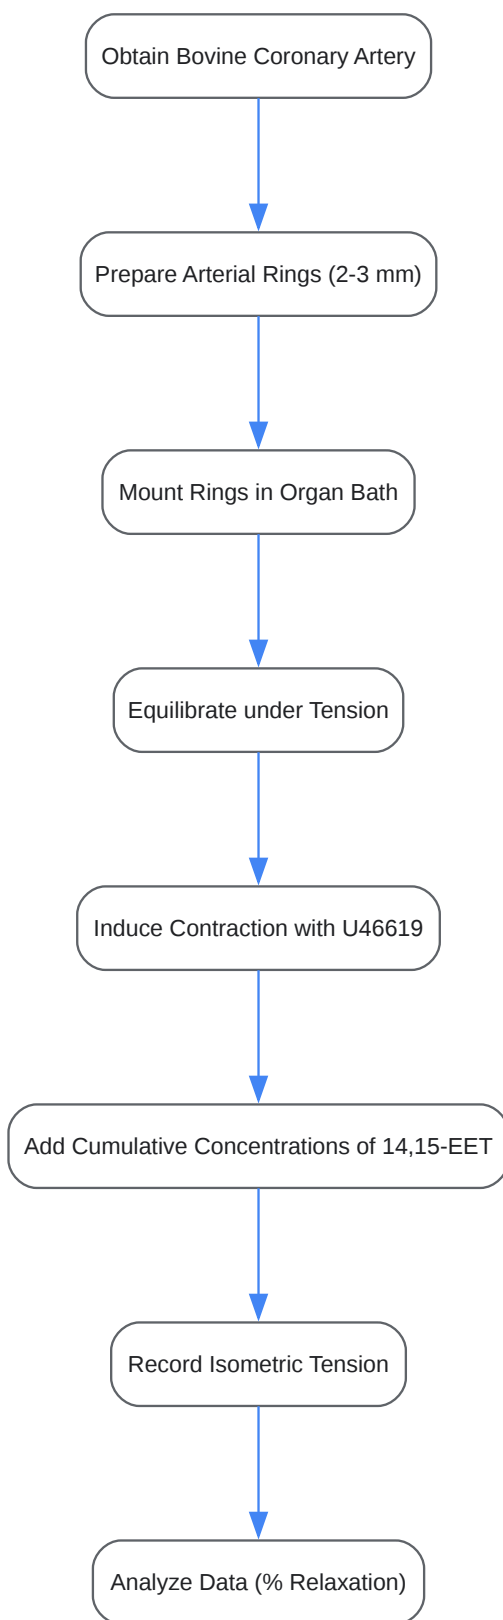 Obtain Bovine Coronary Artery
Prepare Arterial Rings (2-3 mm)
Mount Rings in Organ Bath
Equilibrate under Tension
Induce Contraction with U46619
Add Cumulative Concentrations of 14,15-EET
Record Isometric Tension
Analyze Data (% Relaxation)